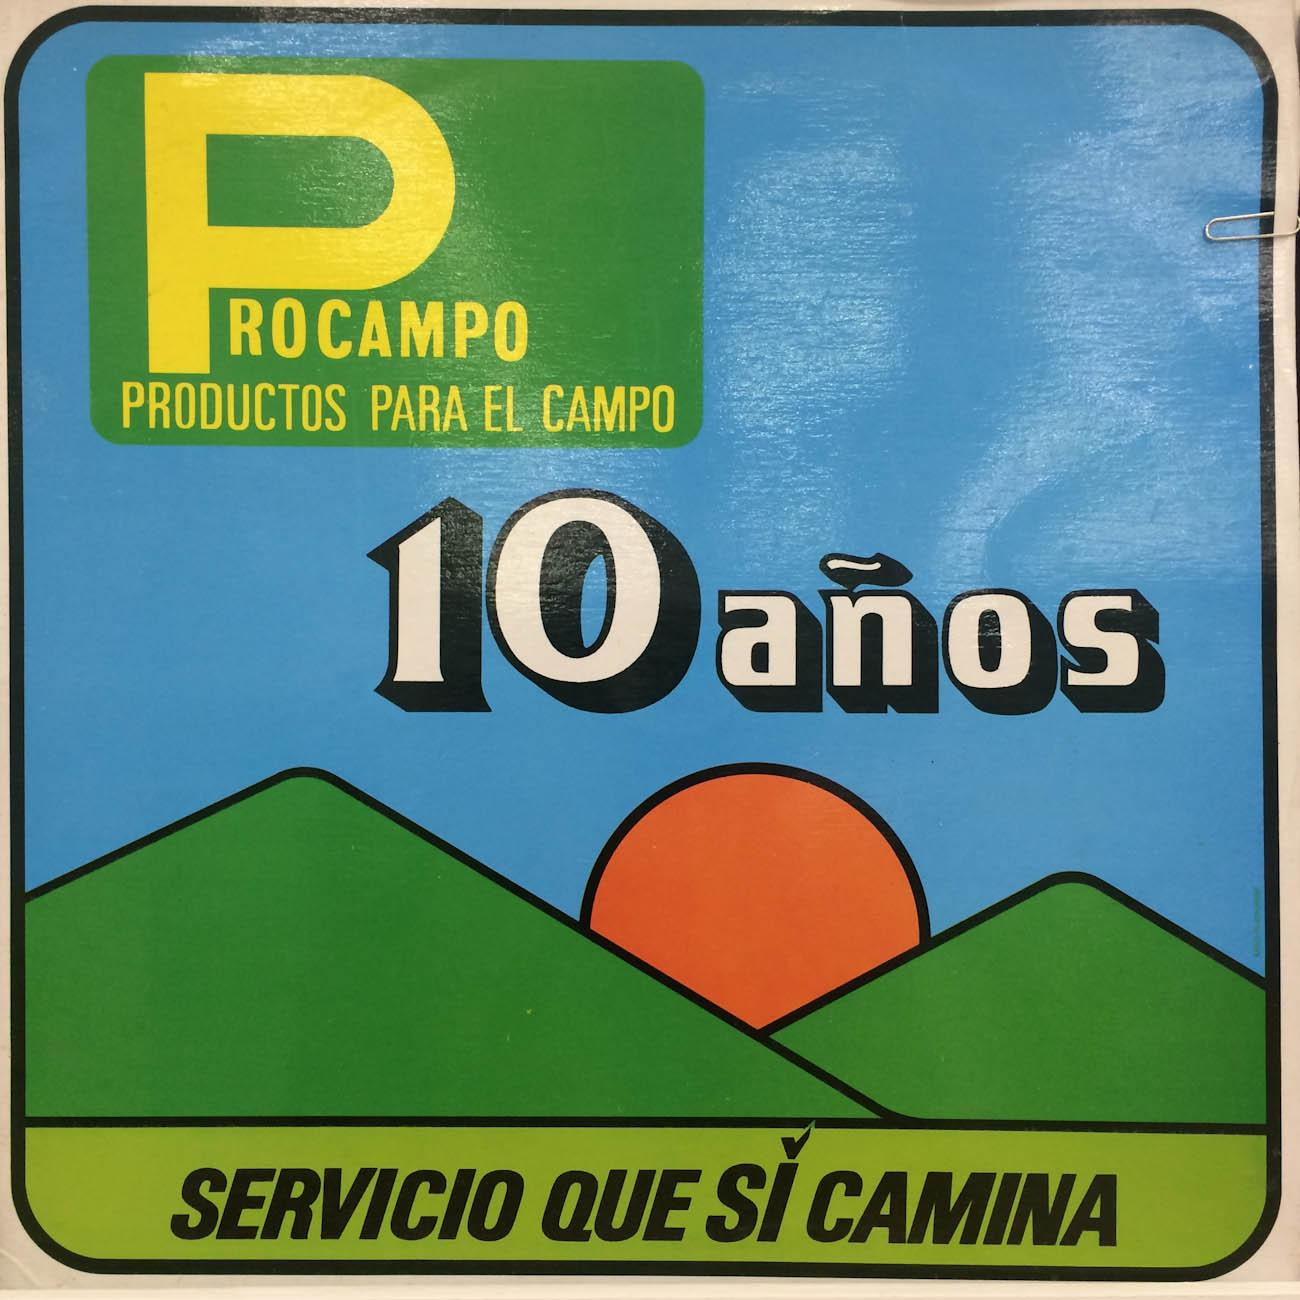 PROCAMPO
PRODUCTOS PARA EL CAMPO
10 años
SERVICIO QUE SÍ CAMINA